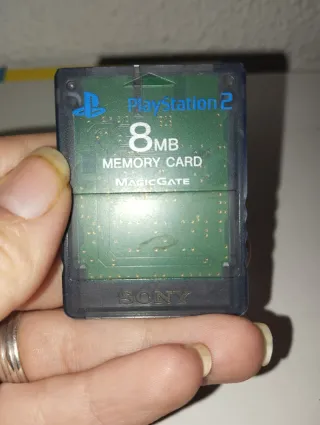 PlayStation 2
8MB
MEMORY CARD
MAGICGATE
SONY